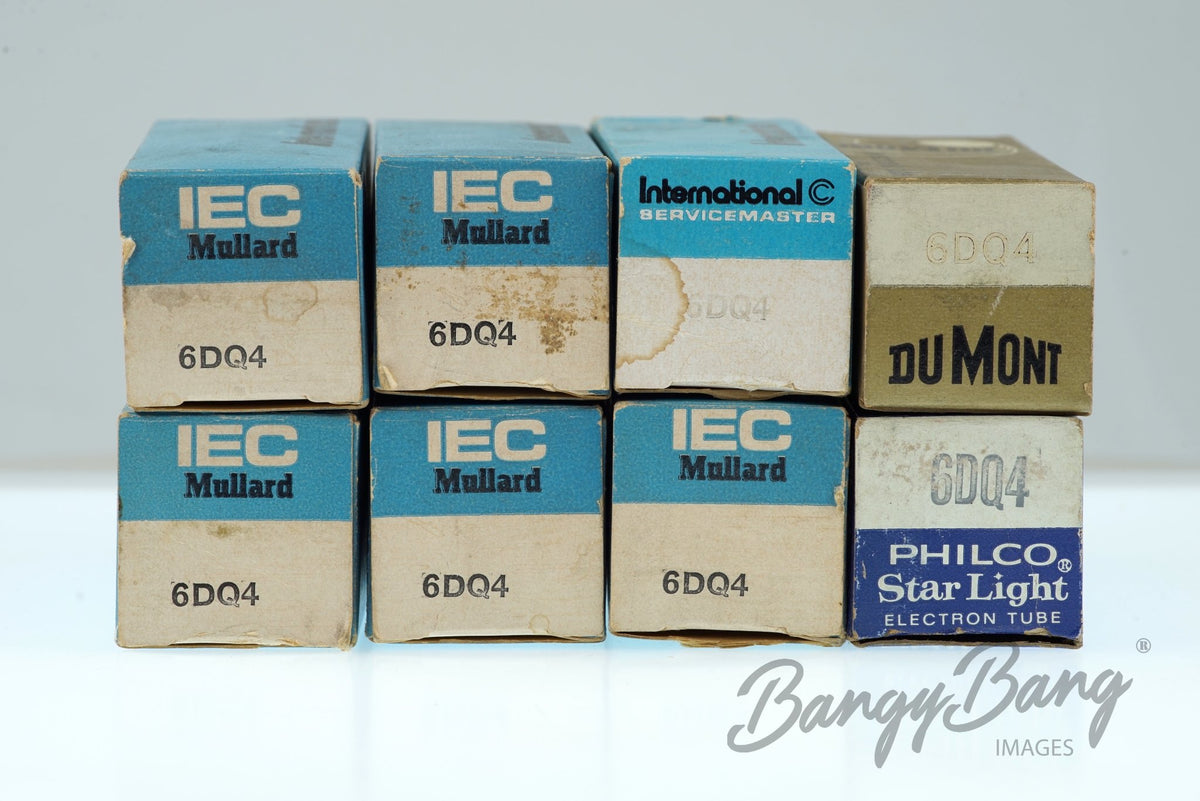 IEC
Mullard
6DQ4
IEC
Mullard
6DQ4
International C
SERVICEMASTER
6DQ4
6DQ4
DUMONT
IEC
Mullard
6DQ4
IEC
Mullard
6DQ4
IEC
Mullard
6DQ4
6DQ4
PHILCO®
Star Light
ELECTRON TUBE
BangyBang ®
IMAGES